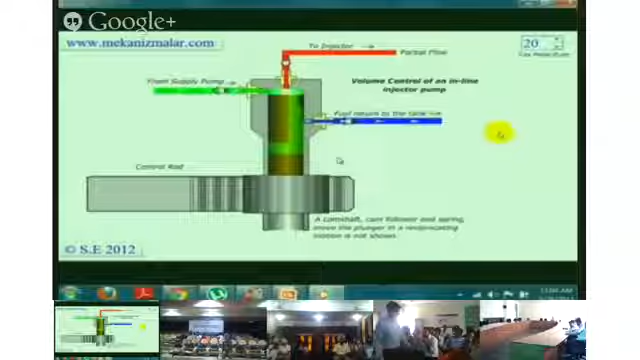 Google+
www.mekanizmalar.com
20
To Injector
Partial Flow
From Supply Pump
Volume Control of an in-line
injector pump
Fuel return to the tank
Control Rod
A camshaft, cam follower and spring,
move the plunger in a reciprocating
motion is not shown.
© S.E 2012